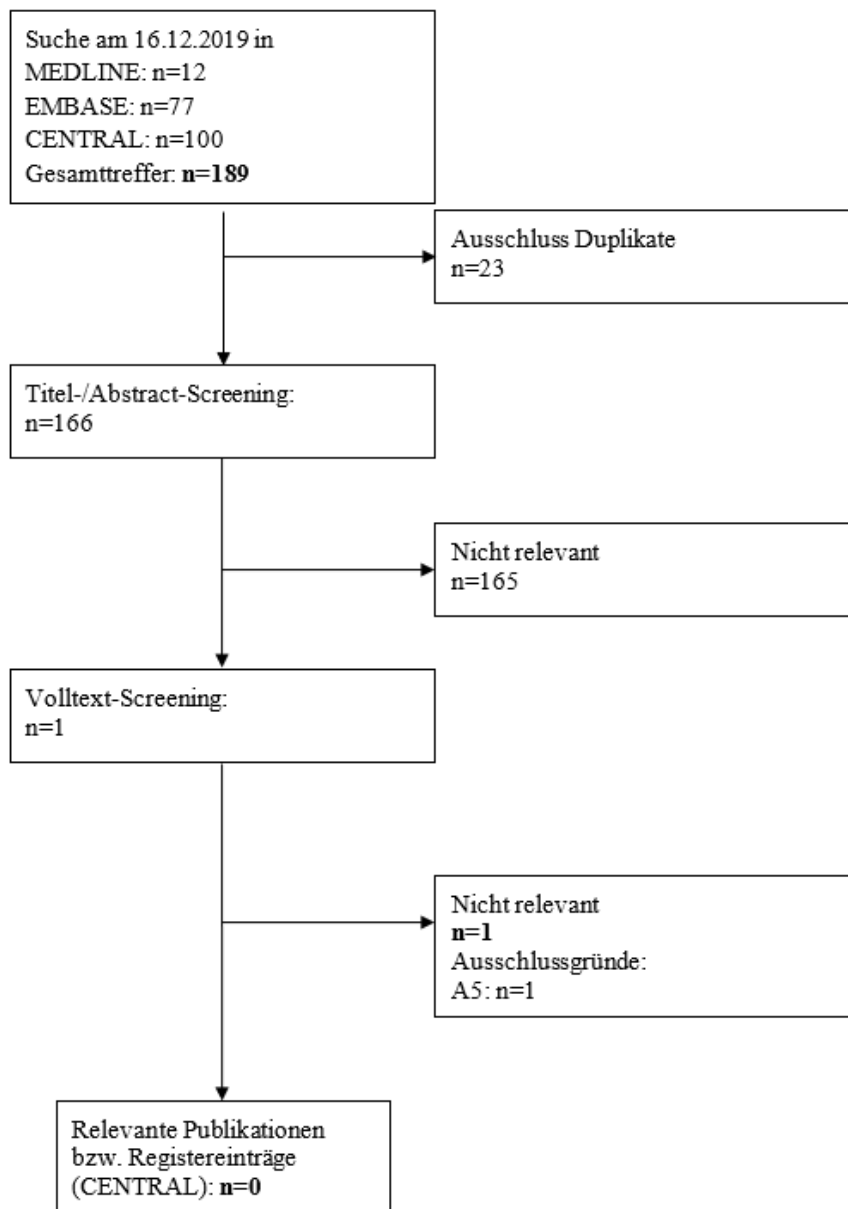 Suche am 16.12.2019 in
MEDLINE: n=12
EMBASE: n=77
CENTRAL: n=100
Gesamttreffer: n=189
Ausschluss Duplikate
n=23
Titel-/Abstract-Screening:
n=166
Nicht relevant
n=165
Volltext-Screening:
n=1
Nicht relevant
n=1
Ausschlussgründe:
A5: n=1
Relevante Publikationen
bzw. Registereinträge
(CENTRAL): n=0